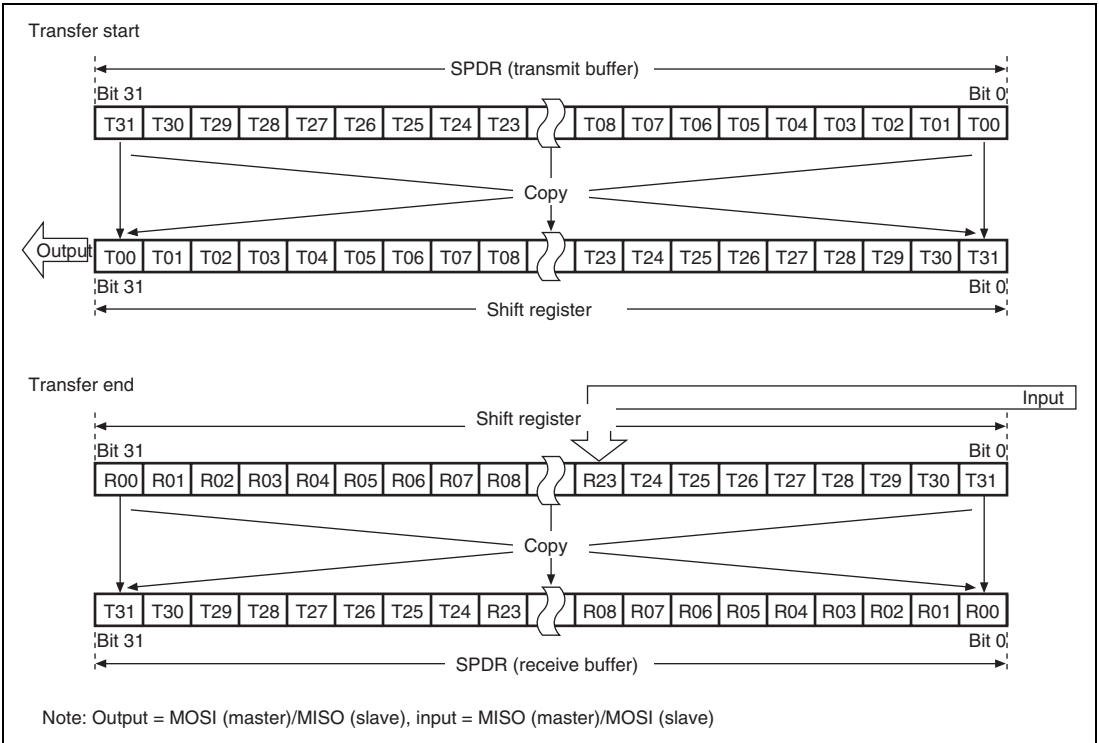 Transfer start
SPDR (transmit buffer)
Bit 31 Bit 0
T31 T30 T29 T28 T27 T26 T25 T24 T23 T08 T07 T06 T05 T04 T03 T02 T01 T00
Copy
Output T00 T01 T02 T03 T04 T05 T06 T07 T08 T23 T24 T25 T26 T27 T28 T29 T30 T31
Bit 31 Bit 0
Shift register
Transfer end
Input
Shift register
Bit 31 Bit 0
R00 R01 R02 R03 R04 R05 R06 R07 R08 R23 T24 T25 T26 T27 T28 T29 T30 T31
Copy
T31 T30 T29 T28 T27 T26 T25 T24 R23 R08 R07 R06 R05 R04 R03 R02 R01 R00
Bit 31 Bit 0
SPDR (receive buffer)
Note: Output = MOSI (master)/MISO (slave), input = MISO (master)/MOSI (slave)